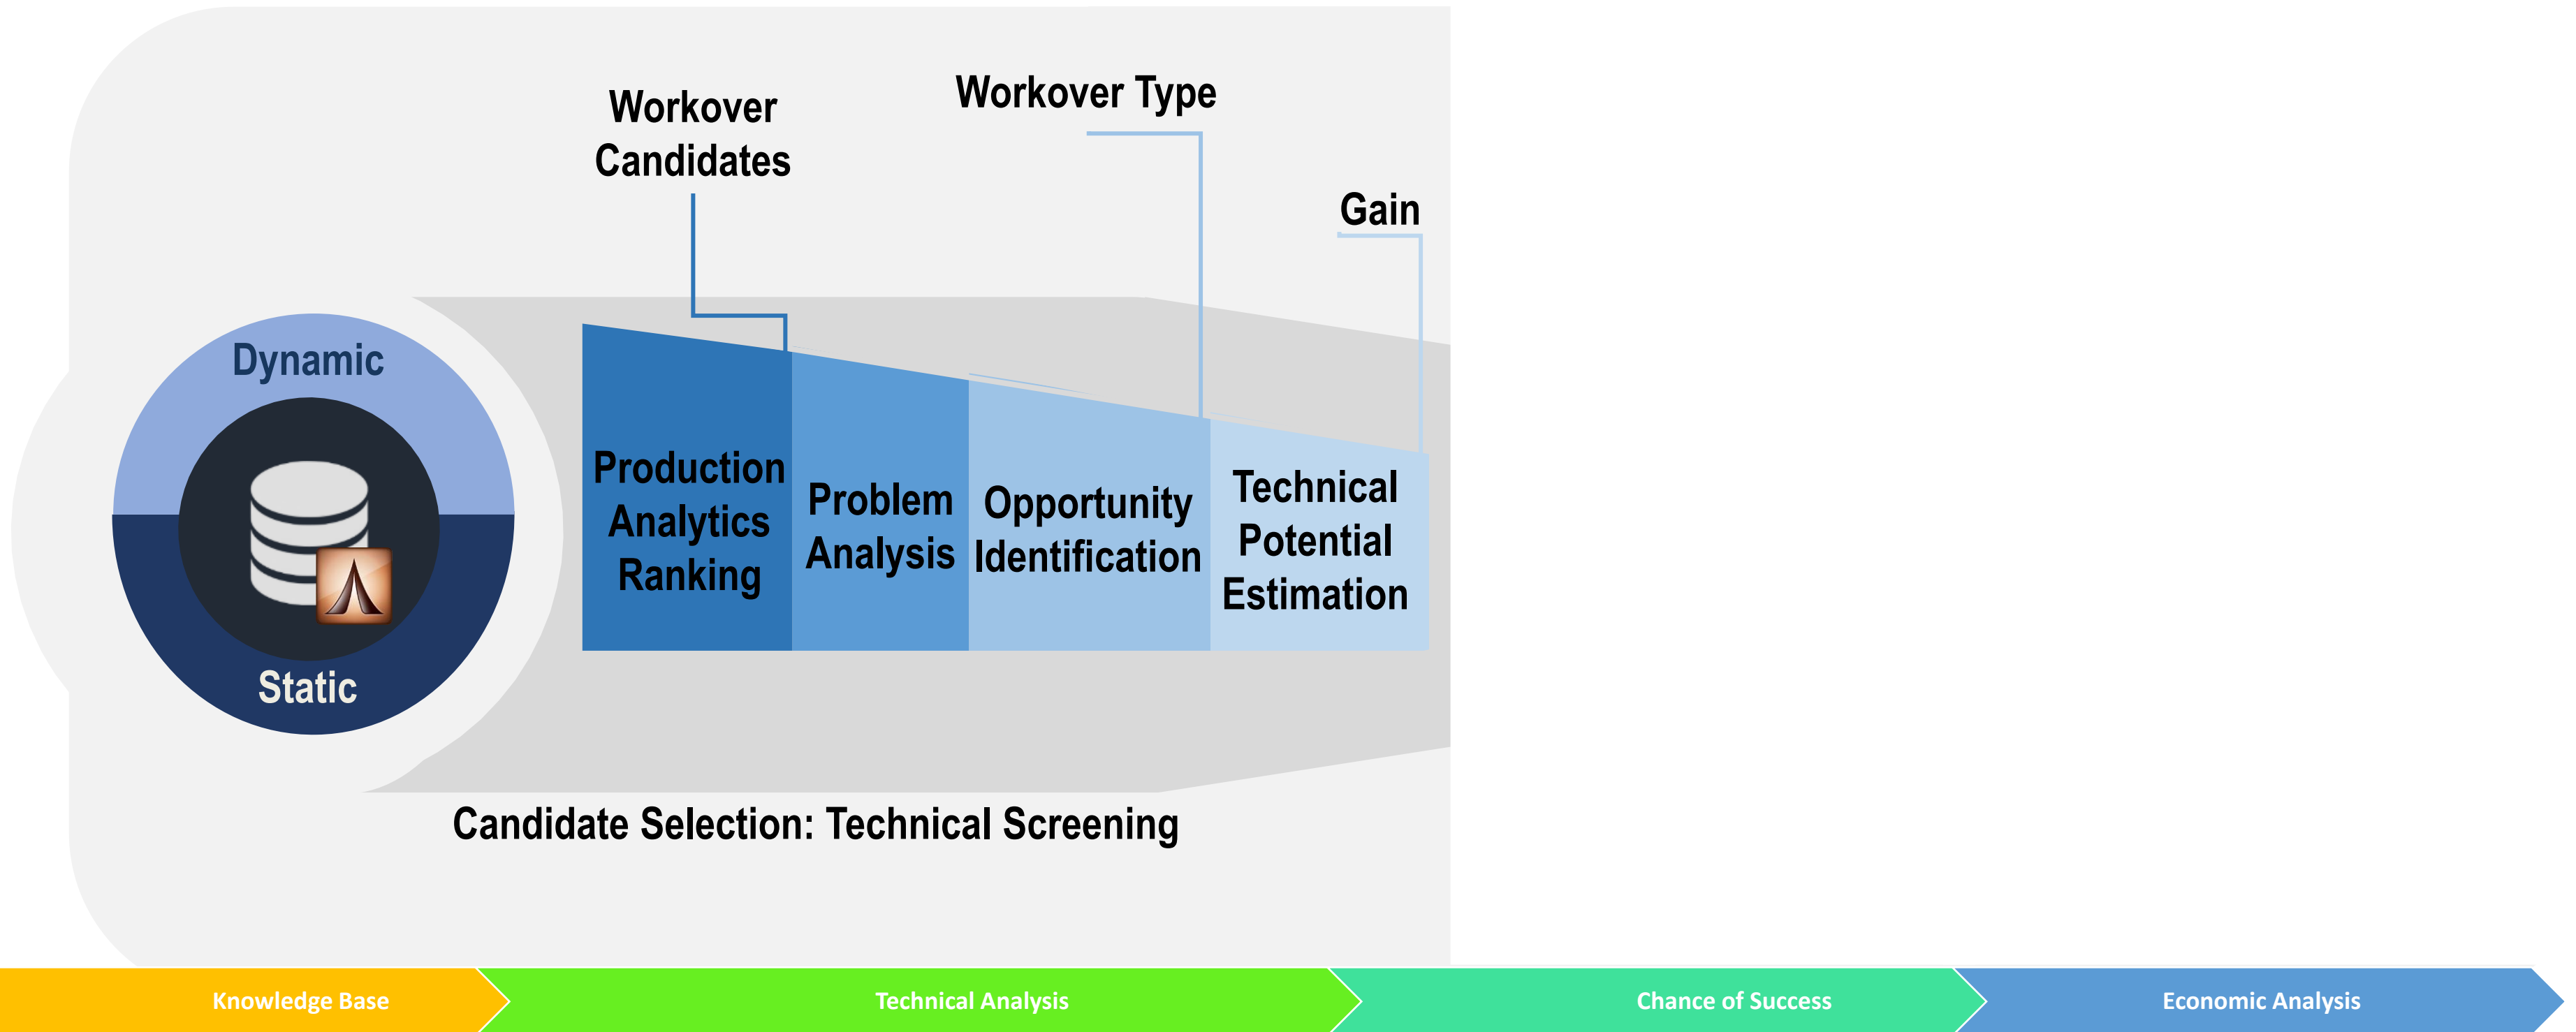 Workover
Candidates
Workover Type
Gain
Dynamic
Static
Production
Analytics
Ranking
Problem
Analysis
Opportunity
Identification
Technical
Potential
Estimation
Candidate Selection: Technical Screening
Knowledge Base
Technical Analysis
Chance of Success
Economic Analysis